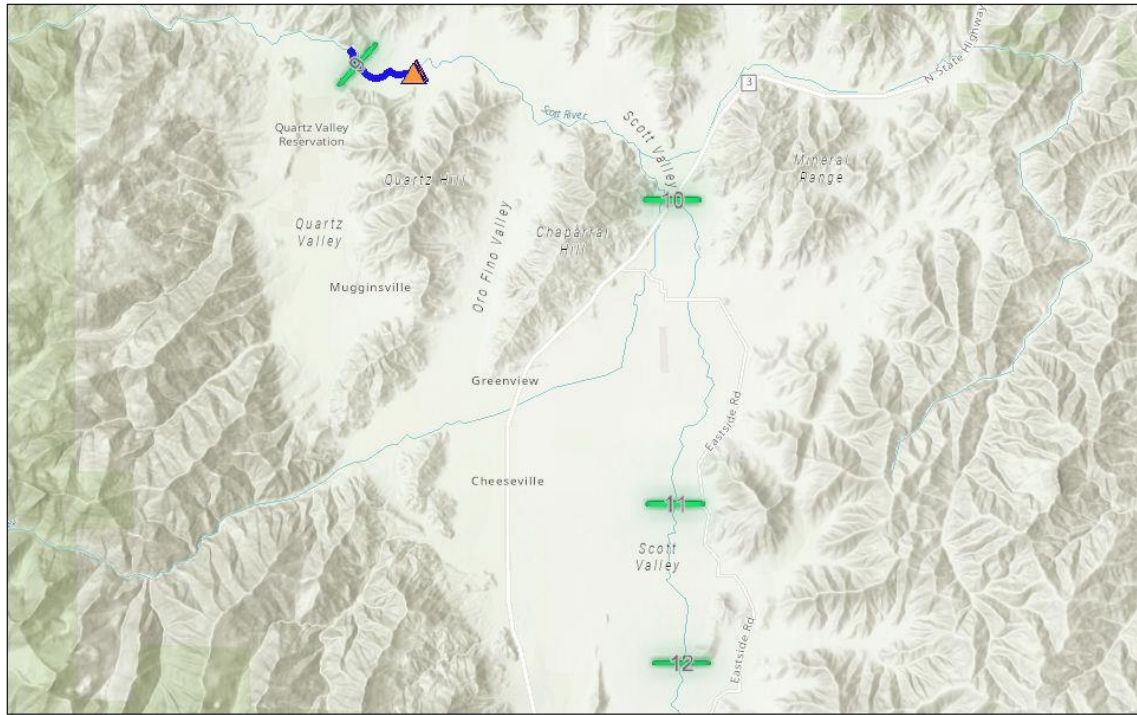 N State Highway
3
Scott River
Scott Valley
Quartz Valley
Reservation
Mineral
Range
Quartz Hill
10
Quartz
Valley
Oro Fino Valley
Chaparral
Hill
Mugginsville
Greenview
Eastside Rd
Cheeseville
11
Scott
Valley
Eastside Rd
12